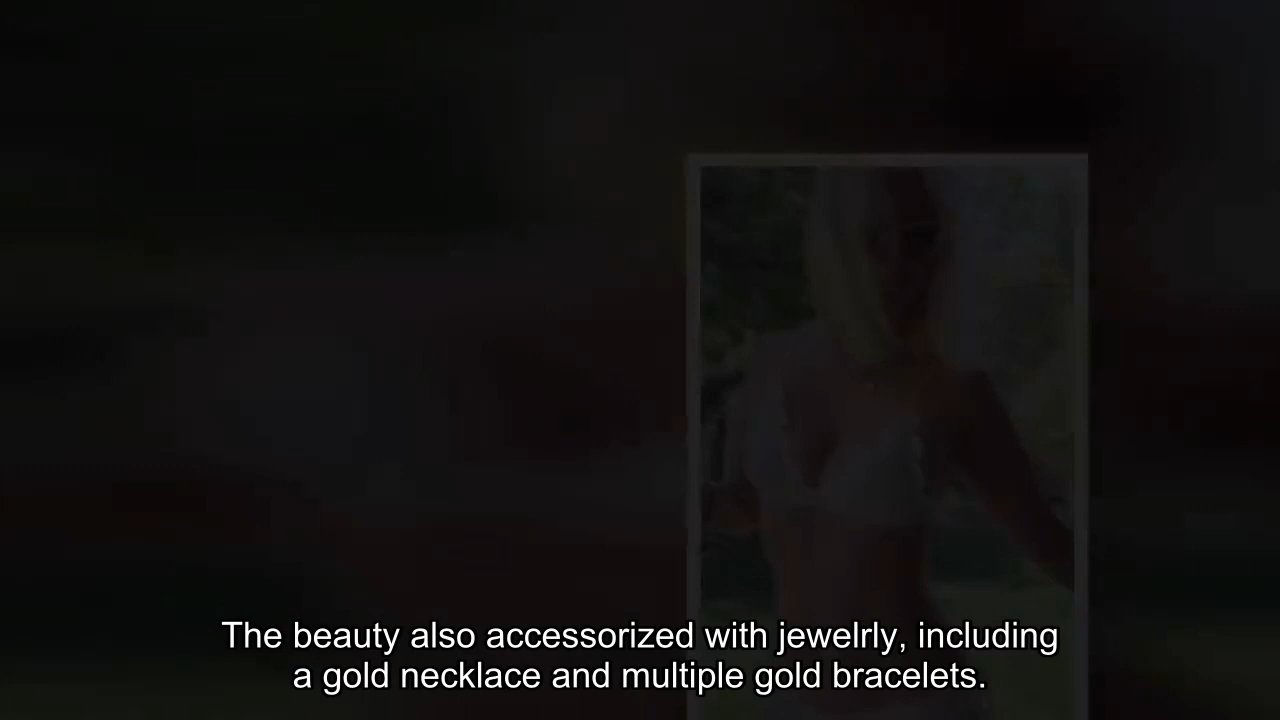 The beauty also accessorized with jewelrly, including
a gold necklace and multiple gold bracelets.